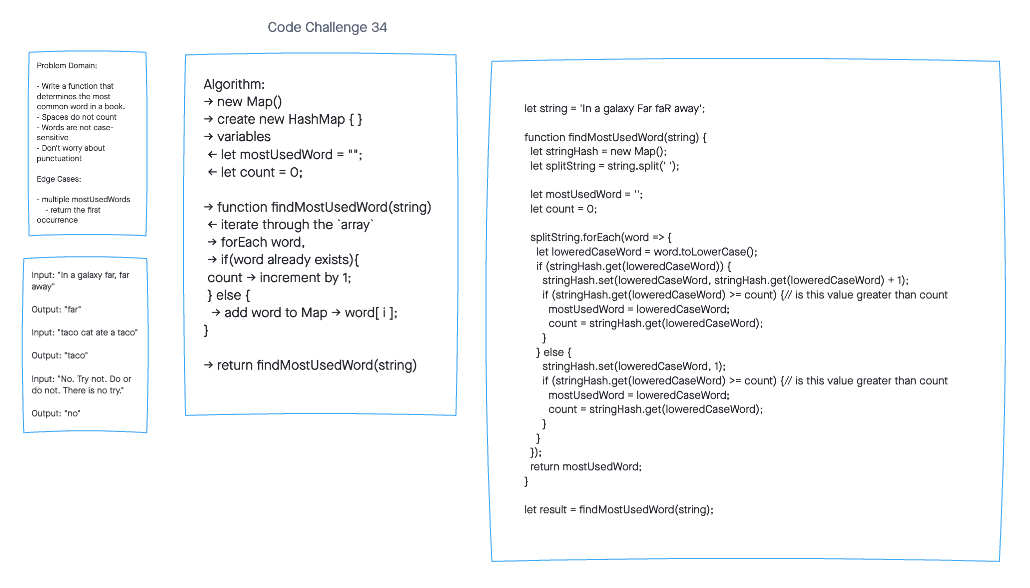 Code Challenge 34
Problem Domain:
- Write a function that
determines the most
common word in a book.
- Spaces do not count
- Words are not case-
sensitive
- Don't worry about
punctuation!
Edge Cases:
- multiple mostUsedWords
- return the first
occurrence
Input: "In a galaxy far, far
away"
Output: "far"
Input: "taco cat ate a taco"
Output: "taco"
Input: "No. Try not. Do or
do not. There is no try."
Output: "no"
Algorithm:
→ new Map()
→ create new HashMap { }
→ variables
← let mostUsedWord = "";
← let count = 0;
→ function findMostUsedWord(string)
← iterate through the `array`
→ forEach word,
→ if(word already exists){
count → increment by 1;
} else {
→ add word to Map → word[ i ];
}
→ return findMostUsedWord(string)
let string = 'In a galaxy Far faR away';
function findMostUsedWord(string) {
let stringHash = new Map();
let splitString = string.split(' ');
let mostUsedWord = '';
let count = 0;
splitString.forEach(word => {
let loweredCaseWord = word.toLowerCase();
if (stringHash.get(loweredCaseWord)) {
stringHash.set(loweredCaseWord, stringHash.get(loweredCaseWord) + 1);
if (stringHash.get(loweredCaseWord) >= count) {// is this value greater than count
mostUsedWord = loweredCaseWord;
count = stringHash.get(loweredCaseWord);
}
} else {
stringHash.set(loweredCaseWord, 1);
if (stringHash.get(loweredCaseWord) >= count) {// is this value greater than count
mostUsedWord = loweredCaseWord;
count = stringHash.get(loweredCaseWord);
}
}
});
return mostUsedWord;
}
let result = findMostUsedWord(string);